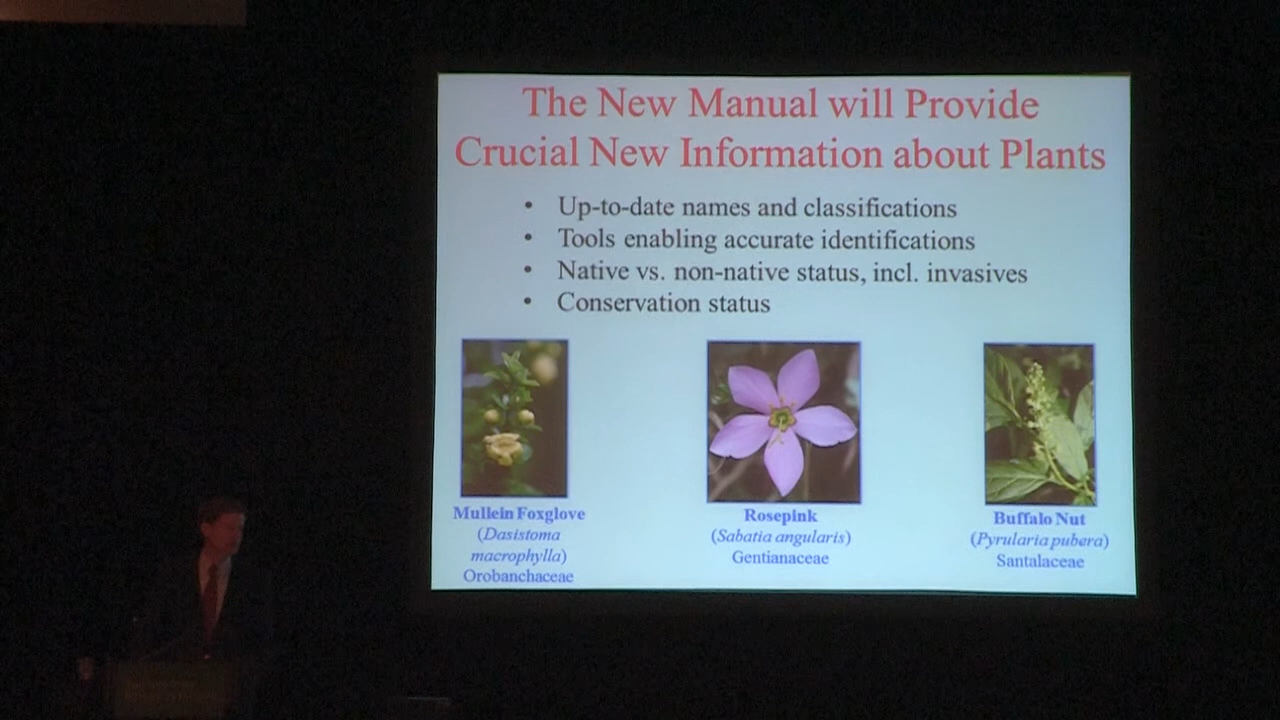 The New Manual will Provide
Crucial New Information about Plants
• Up-to-date names and classifications
• Tools enabling accurate identifications
• Native vs. non-native status, incl. invasives
• Conservation status
Mullein Foxglove
(Dasistoma
macrophylla)
Orobanchaceae
Rosepink
(Sabatia angularis)
Gentianaceae
Buffalo Nut
(Pyrularia pubera)
Santalaceae